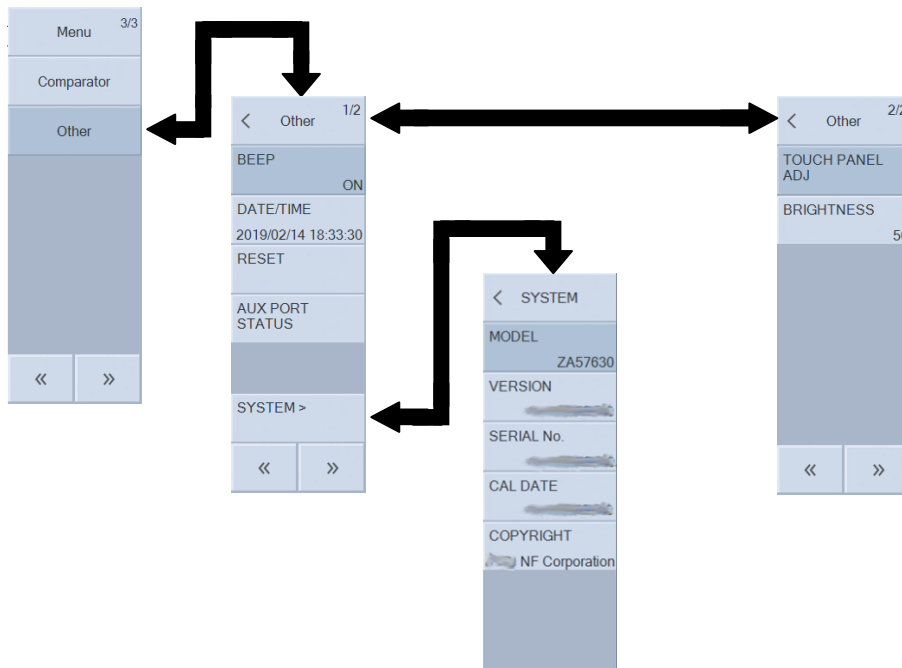 Menu 3/3
Comparator
Other
«
»
< Other 1/2
BEEP
ON
DATE/TIME
2019/02/14 18:33:30
RESET
AUX PORT
STATUS
SYSTEM >
«
»
< SYSTEM
MODEL
ZA57630
VERSION
SERIAL No.
CAL DATE
COPYRIGHT
NF Corporation
< Other
TOUCH PANEL
ADJ
BRIGHTNESS
«
»